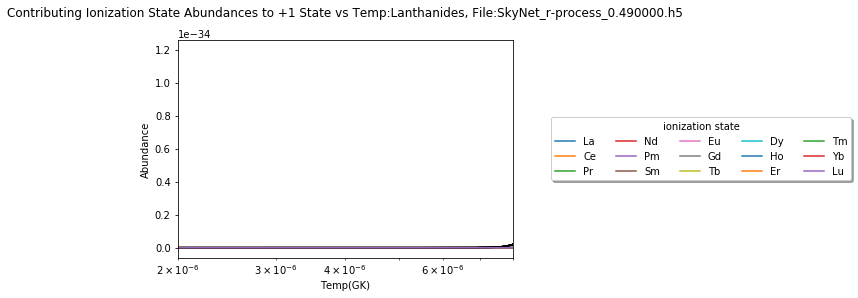 Contributing Ionization State Abundances to +1 State vs Temp:Lanthanides, File:SkyNet_r-process_0.490000.h5
1e−34
1.2
1.0
0.8
0.6
0.4
0.2
0.0
Abundance
2 × 10⁻⁶ 3 × 10⁻⁶ 4 × 10⁻⁶ 6 × 10⁻⁶
Temp(GK)
ionization state
La Nd Eu Dy Tm
Ce Pm Gd Ho Yb
Pr Sm Tb Er Lu